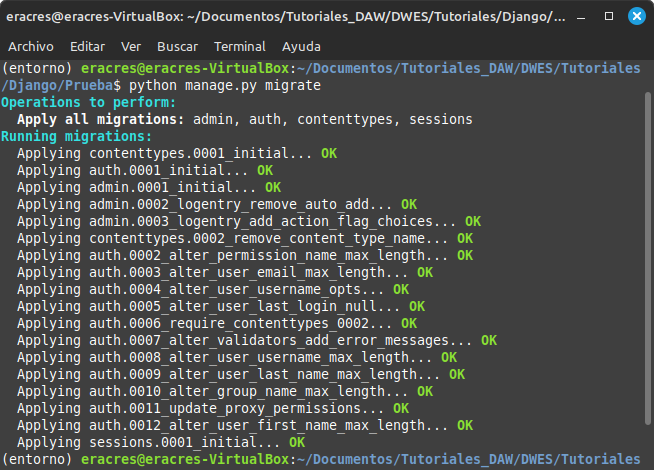 eracres@eracres-VirtualBox: ~/Documentos/Tutoriales_DAW/DWES/Tutoriales/Django/...
Archivo Editar Ver Buscar Terminal Ayuda
(entorno) eracres@eracres-VirtualBox:~/Documentos/Tutoriales_DAW/DWES/Tutoriales
/Django/Prueba$ python manage.py migrate
Operations to perform:
  Apply all migrations: admin, auth, contenttypes, sessions
Running migrations:
  Applying contenttypes.0001_initial... OK
  Applying auth.0001_initial... OK
  Applying admin.0001_initial... OK
  Applying admin.0002_logentry_remove_auto_add... OK
  Applying admin.0003_logentry_add_action_flag_choices... OK
  Applying contenttypes.0002_remove_content_type_name... OK
  Applying auth.0002_alter_permission_name_max_length... OK
  Applying auth.0003_alter_user_email_max_length... OK
  Applying auth.0004_alter_user_username_opts... OK
  Applying auth.0005_alter_user_last_login_null... OK
  Applying auth.0006_require_contenttypes_0002... OK
  Applying auth.0007_alter_validators_add_error_messages... OK
  Applying auth.0008_alter_user_username_max_length... OK
  Applying auth.0009_alter_user_last_name_max_length... OK
  Applying auth.0010_alter_group_name_max_length... OK
  Applying auth.0011_update_proxy_permissions... OK
  Applying auth.0012_alter_user_first_name_max_length... OK
  Applying sessions.0001_initial... OK
(entorno) eracres@eracres-VirtualBox:~/Documentos/Tutoriales_DAW/DWES/Tutoriales